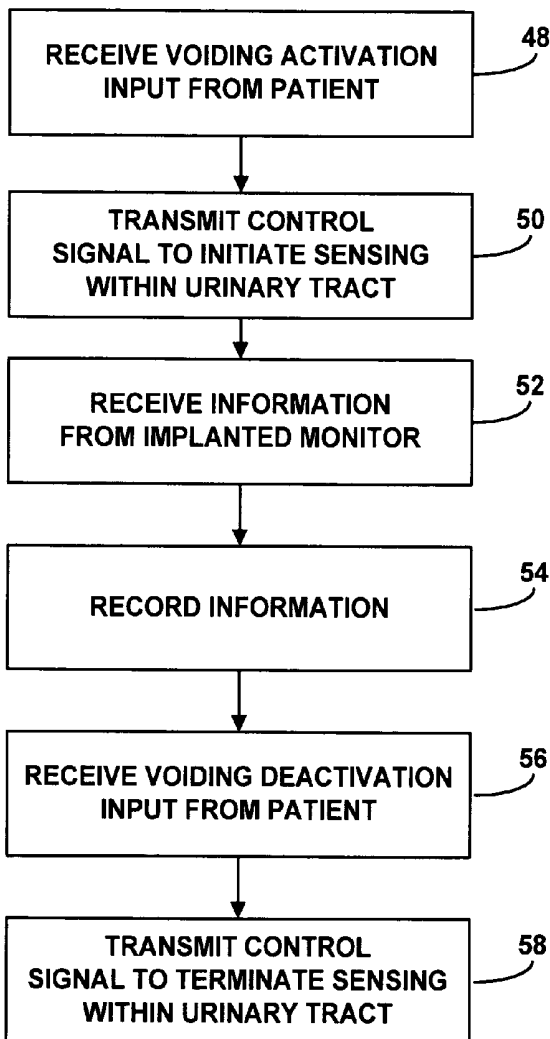 RECEIVE VOIDING ACTIVATION
INPUT FROM PATIENT
48
TRANSMIT CONTROL
SIGNAL TO INITIATE SENSING
WITHIN URINARY TRACT
50
RECEIVE INFORMATION
FROM IMPLANTED MONITOR
52
RECORD INFORMATION
54
RECEIVE VOIDING DEACTIVATION
INPUT FROM PATIENT
56
TRANSMIT CONTROL
SIGNAL TO TERMINATE SENSING
WITHIN URINARY TRACT
58